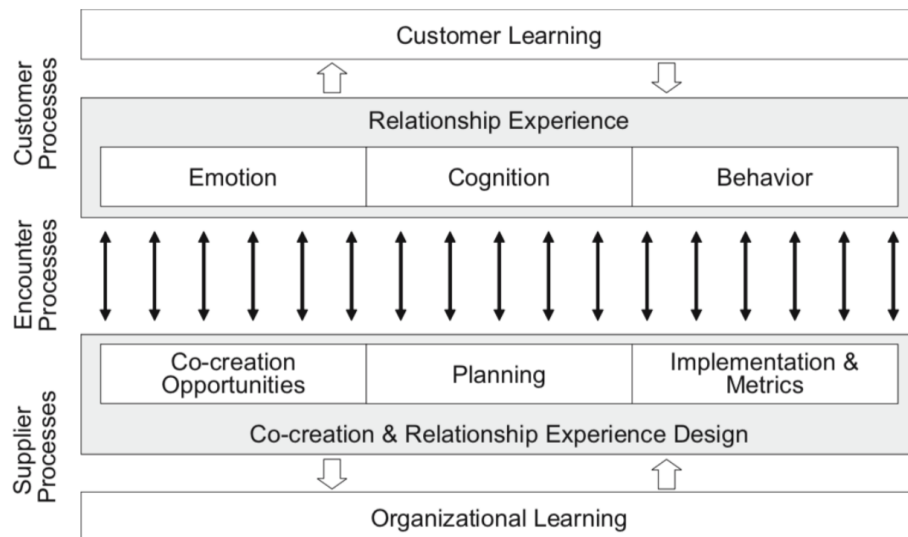 Customer Learning
Customer
Processes
Relationship Experience
Emotion
Cognition
Behavior
Encounter
Processes
Co-creation
Opportunities
Planning
Implementation &
Metrics
Supplier
Processes
Co-creation & Relationship Experience Design
Organizational Learning